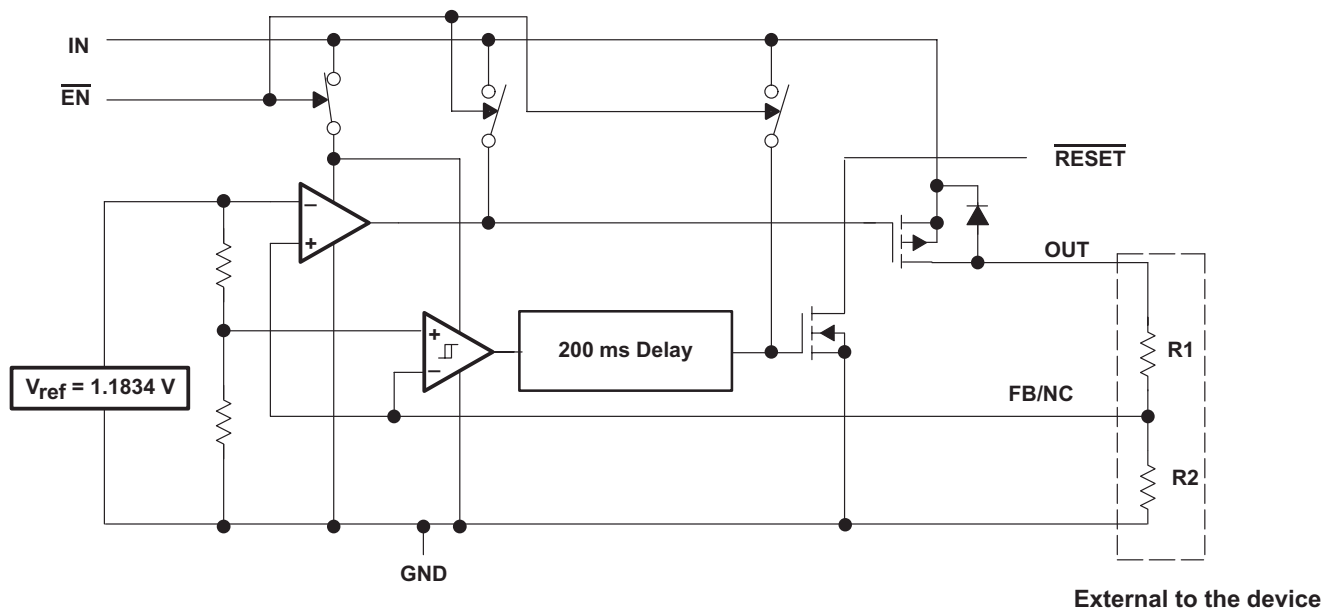 IN
EN
RESET
−
+
OUT
+
−
200 ms Delay
R1
Vref = 1.1834 V
FB/NC
R2
GND
External to the device